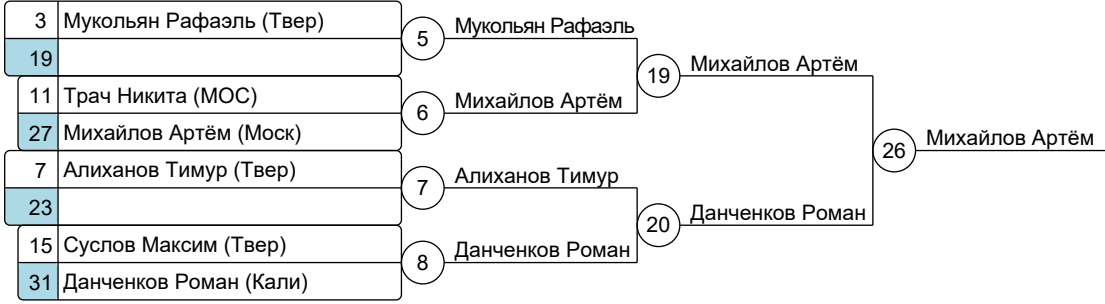 3 Мукольян Рафаэль (Твер)
5 Мукольян Рафаэль
19
19 Михайлов Артём
11 Трач Никита (МОС)
6 Михайлов Артём
27 Михайлов Артём (Моск)
26 Михайлов Артём
7 Алиханов Тимур (Твер)
7 Алиханов Тимур
23
20 Данченков Роман
15 Суслов Максим (Твер)
8 Данченков Роман
31 Данченков Роман (Кали)